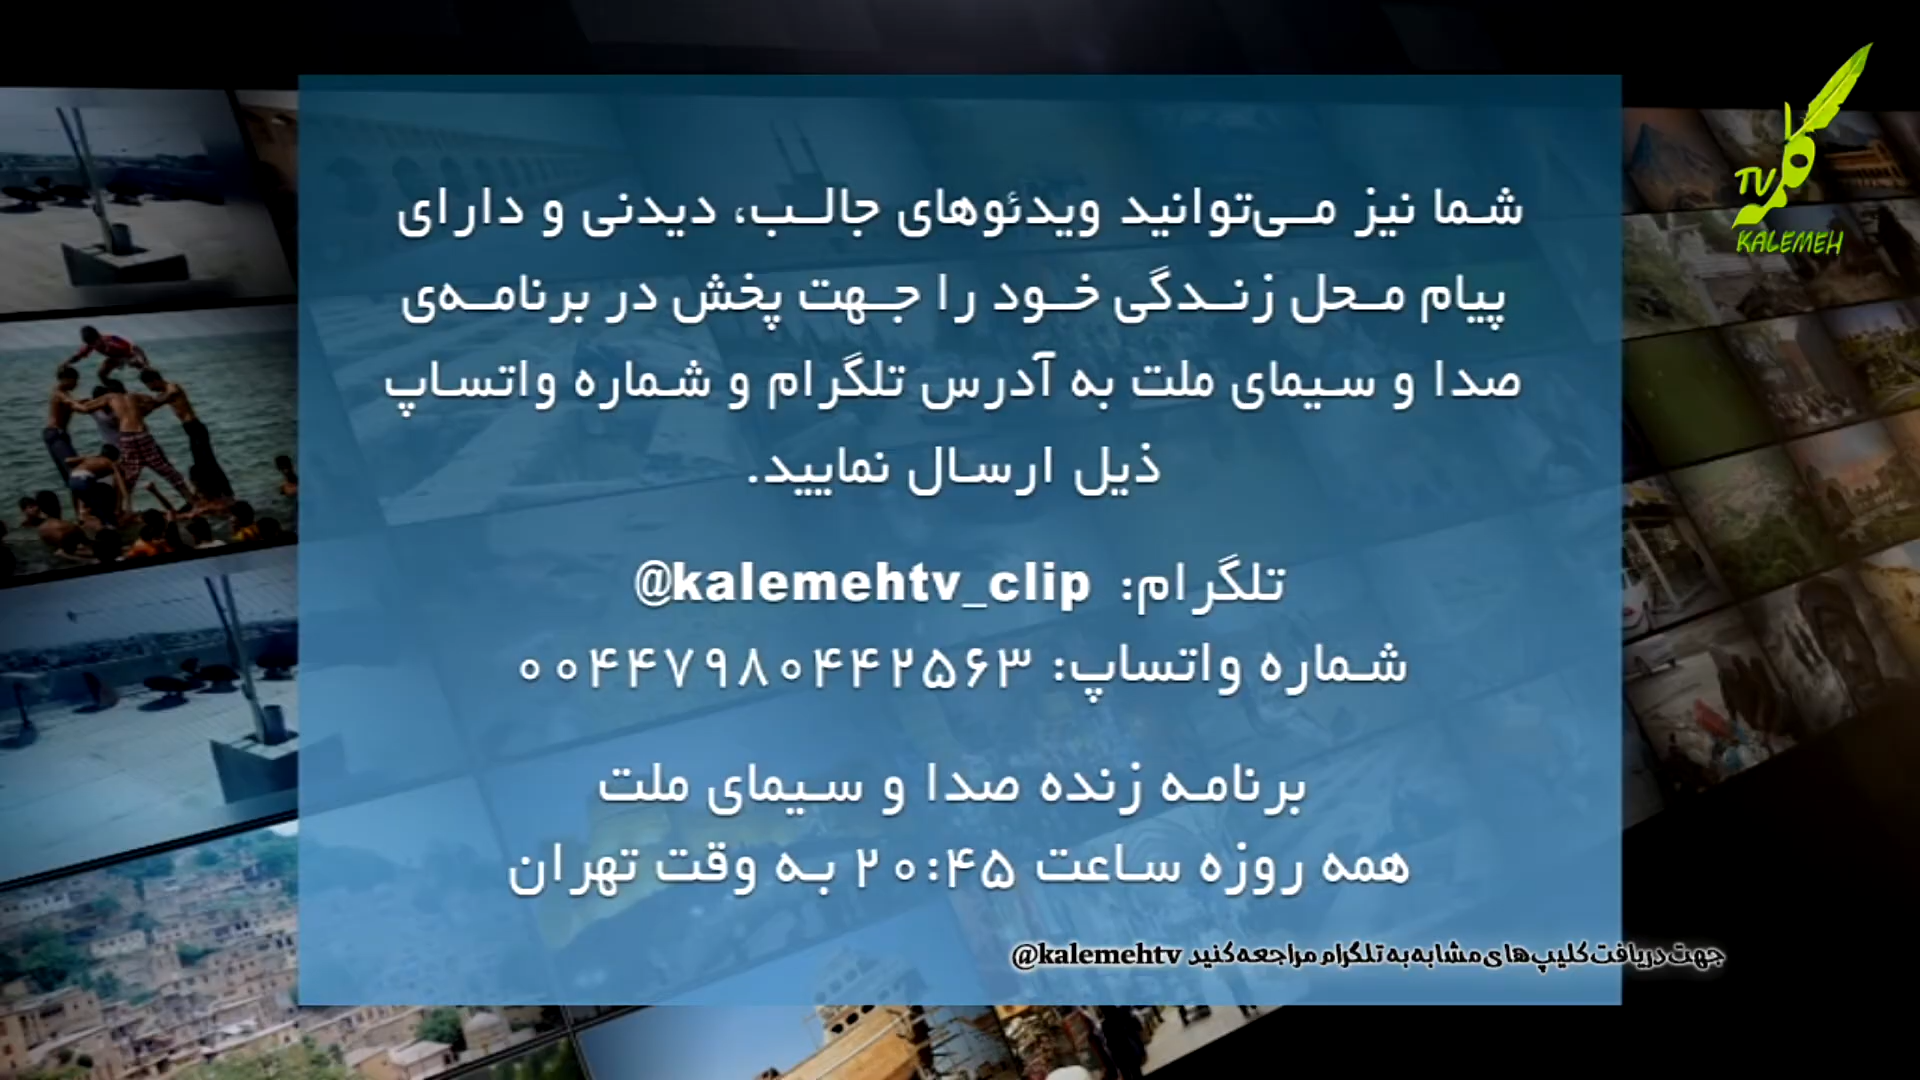 شما نیز می‌توانید ویدئوهای جالب، دیدنی و دارای
پیام محل زندگی خود را جهت پخش در برنامه‌ی
صدا و سیمای ملت به آدرس تلگرام و شماره واتساپ
ذیل ارسال نمایید.
تلگرام: @kalemehtv_clip
شماره واتساپ: ۰۰۴۴۷۹۸۰۴۴۲۵۶۳
برنامه زنده صدا و سیمای ملت
همه روزه ساعت ۲۰:۴۵ به وقت تهران
جهت دریافت کلیپ‌های مشابه به تلگرام مراجعه کنید @kalemehtv
کلمه
TV
KALEMEH